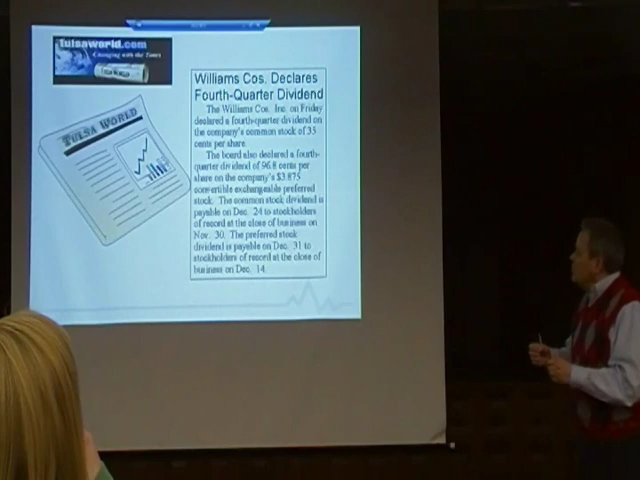 Tulsaworld.com
Changing with the Times
Williams Cos. Declares
Fourth-Quarter Dividend
The Williams Cos. Inc. on Friday
declared a fourth-quarter dividend on
the company's common stock of 35
cents per share.
The board also declared a fourth-
quarter dividend of 96.8 cents per
share on the company's $3.875
convertible exchangeable preferred
stock. The common stock dividend is
payable on Dec. 24 to stockholders
of record at the close of business on
Nov. 30. The preferred stock
dividend is payable on Dec. 31 to
stockholders of record at the close of
business on Dec. 14.
TULSA WORLD